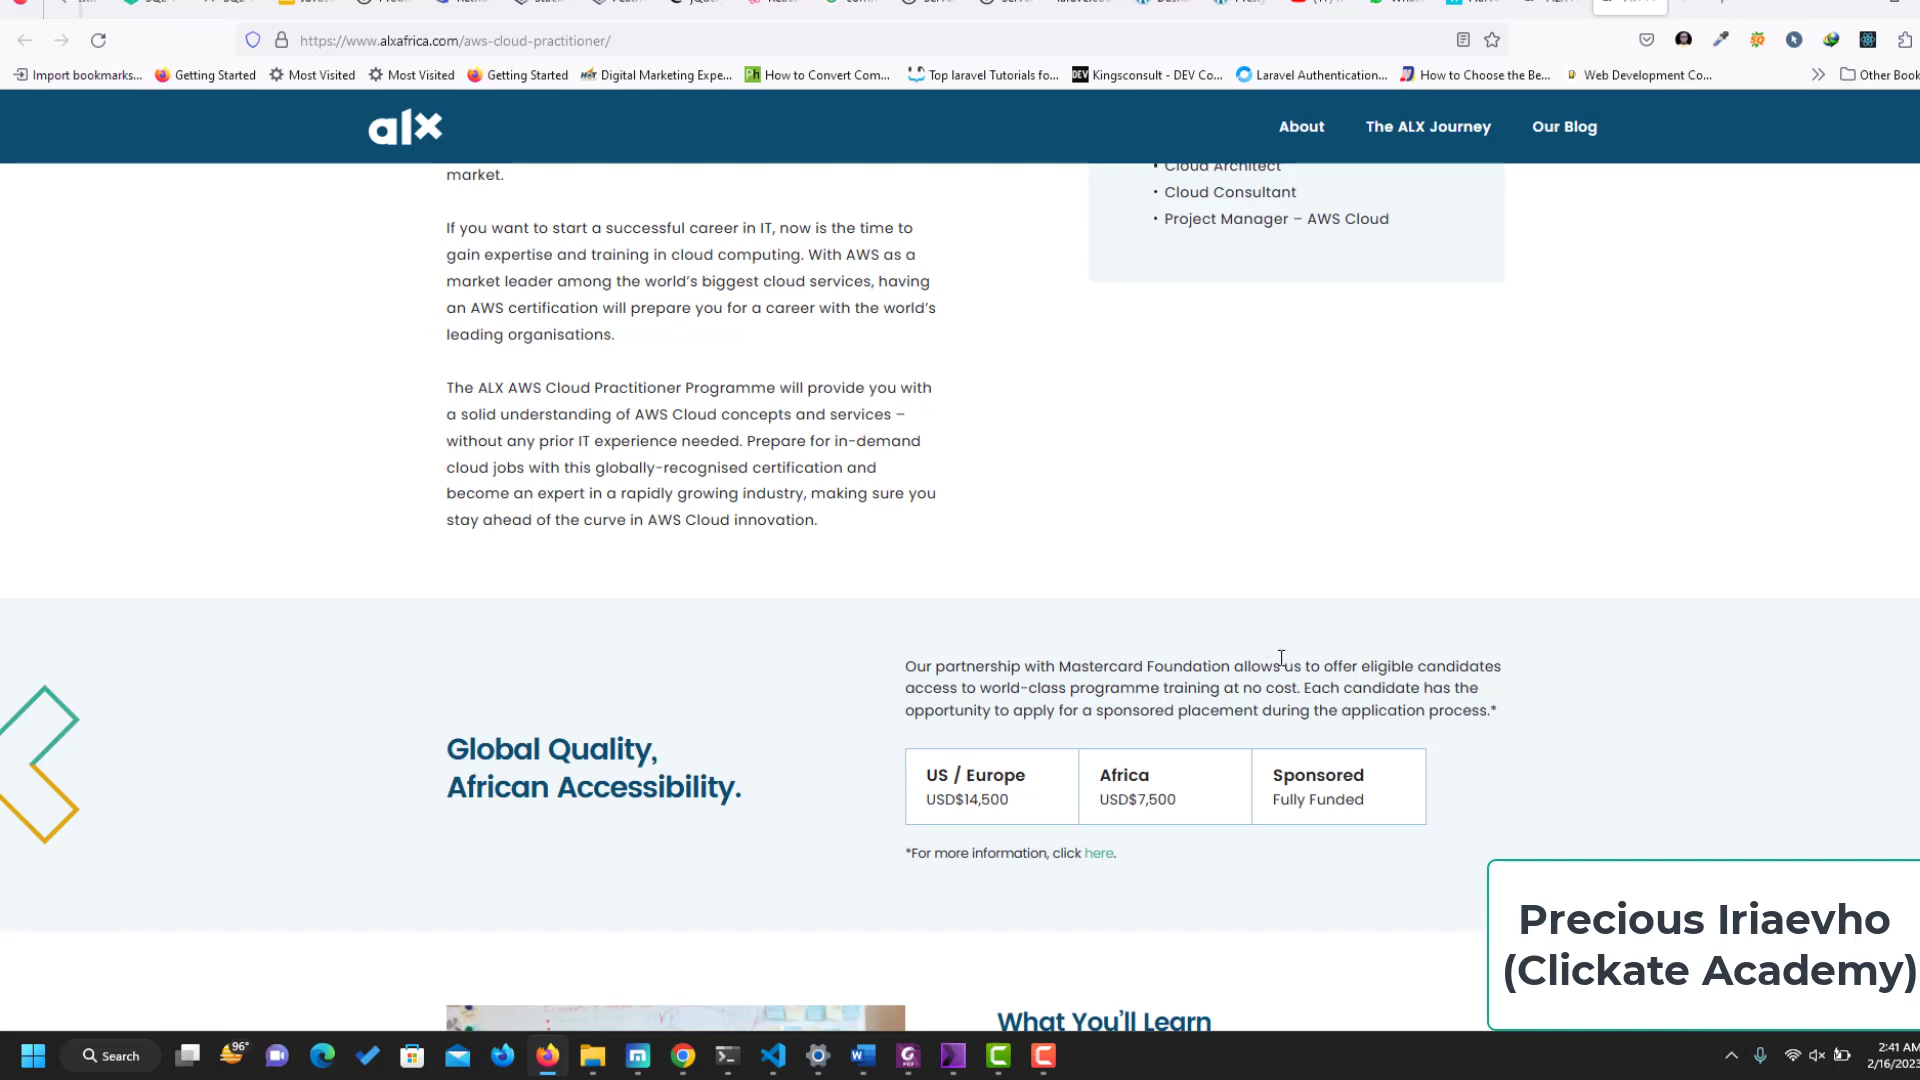 https://www.alxafrica.com/aws-cloud-practitioner/
Import bookmarks...
Getting Started
Most Visited
Most Visited
Getting Started
Digital Marketing Expe...
How to Convert Com...
Top laravel Tutorials fo...
Kingsconsult - DEV Co...
Laravel Authentication...
How to Choose the Be...
Web Development Co...
Other Book
alx
About
The ALX Journey
Our Blog
market.
If you want to start a successful career in IT, now is the time to
gain expertise and training in cloud computing. With AWS as a
market leader among the world's biggest cloud services, having
an AWS certification will prepare you for a career with the world's
leading organisations.
The ALX AWS Cloud Practitioner Programme will provide you with
a solid understanding of AWS Cloud concepts and services –
without any prior IT experience needed. Prepare for in-demand
cloud jobs with this globally-recognised certification and
become an expert in a rapidly growing industry, making sure you
stay ahead of the curve in AWS Cloud innovation.
• Cloud Architect
• Cloud Consultant
• Project Manager – AWS Cloud
Global Quality,
African Accessibility.
Our partnership with Mastercard Foundation allows us to offer eligible candidates
access to world-class programme training at no cost. Each candidate has the
opportunity to apply for a sponsored placement during the application process.*
US / Europe
USD$14,500
Africa
USD$7,500
Sponsored
Fully Funded
*For more information, click here.
What You'll Learn
Precious Iriaevho
(Clickate Academy)
Search
96°
2:41 AM
2/16/2023